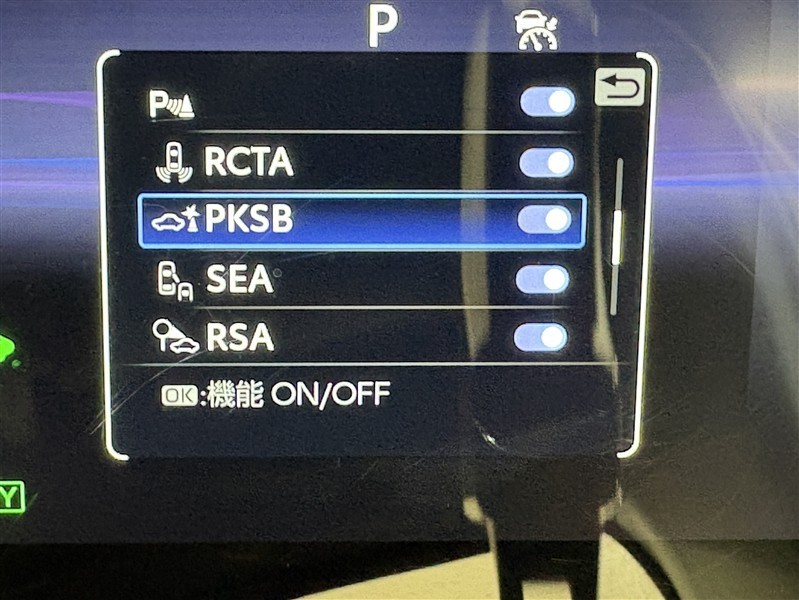 P
P
RCTA
PKSB
SEA
RSA
OK:機能 ON/OFF
Y